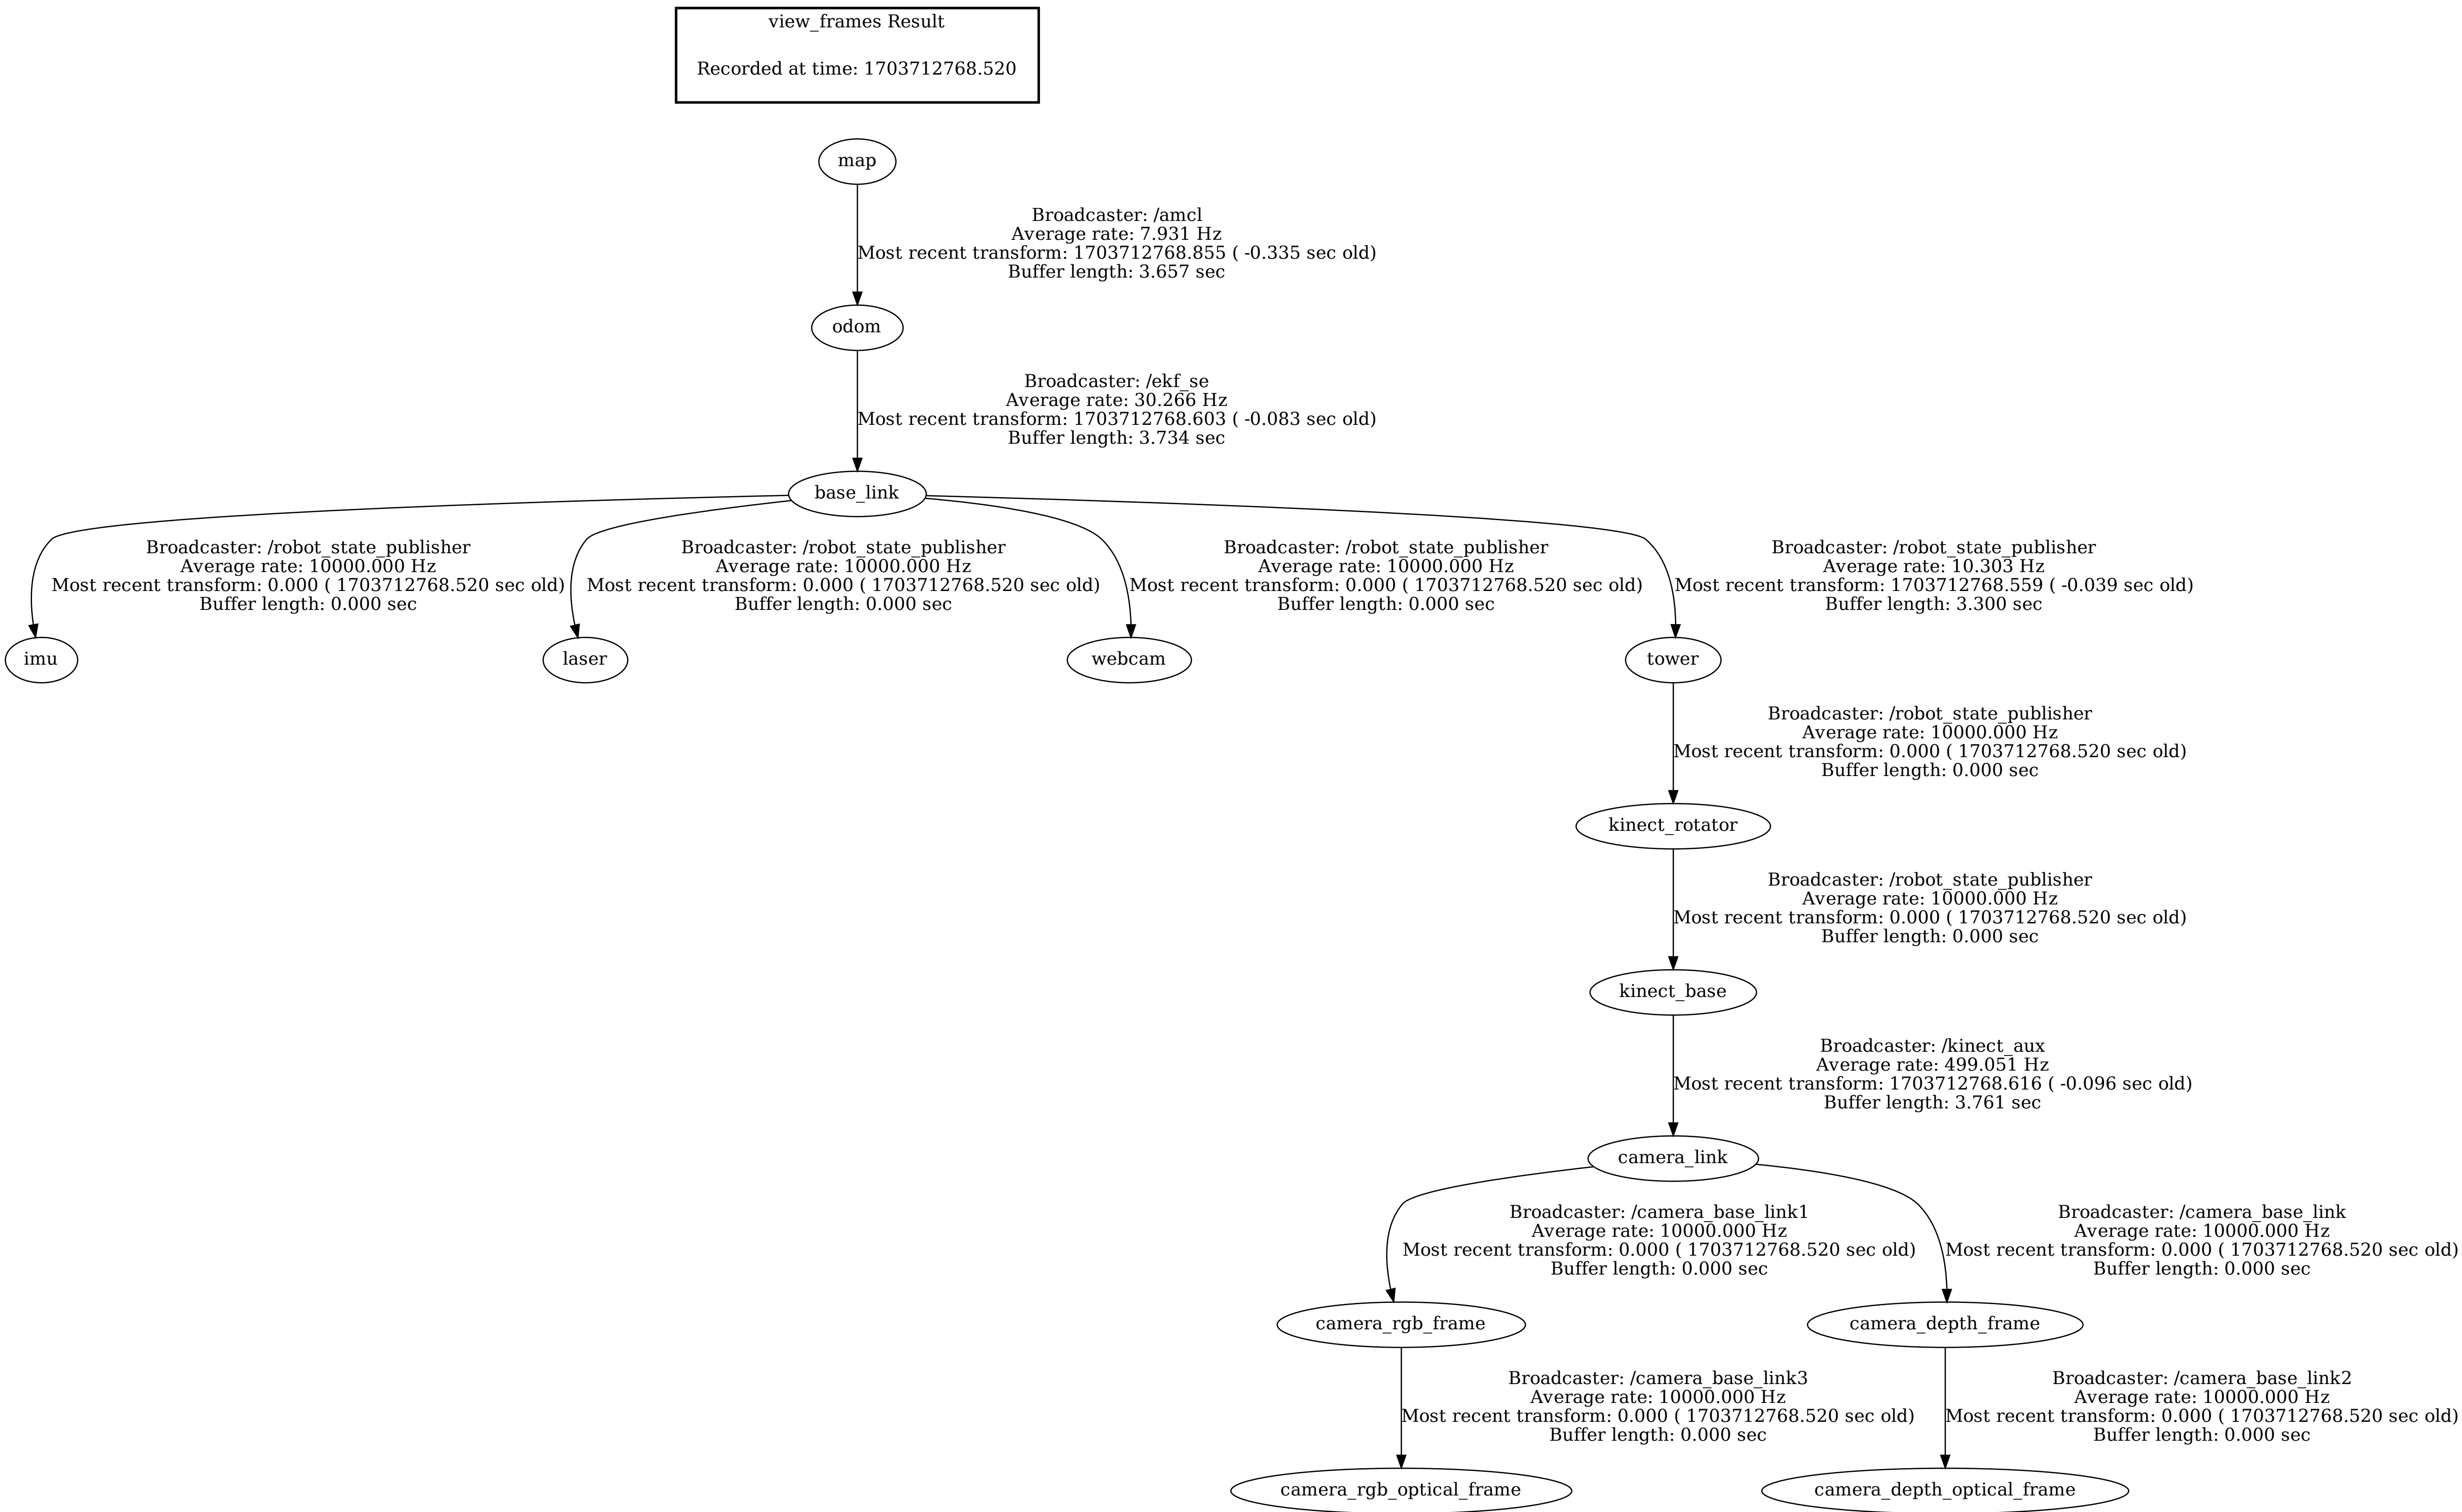 view_frames Result
Recorded at time: 1703712768.520
map
Broadcaster: /amcl
Average rate: 7.931 Hz
Most recent transform: 1703712768.855 ( -0.335 sec old)
Buffer length: 3.657 sec
odom
Broadcaster: /ekf_se
Average rate: 30.266 Hz
Most recent transform: 1703712768.603 ( -0.083 sec old)
Buffer length: 3.734 sec
base_link
Broadcaster: /robot_state_publisher
Average rate: 10000.000 Hz
Most recent transform: 0.000 ( 1703712768.520 sec old)
Buffer length: 0.000 sec
Broadcaster: /robot_state_publisher
Average rate: 10000.000 Hz
Most recent transform: 0.000 ( 1703712768.520 sec old)
Buffer length: 0.000 sec
Broadcaster: /robot_state_publisher
Average rate: 10000.000 Hz
Most recent transform: 0.000 ( 1703712768.520 sec old)
Buffer length: 0.000 sec
Broadcaster: /robot_state_publisher
Average rate: 10.303 Hz
Most recent transform: 1703712768.559 ( -0.039 sec old)
Buffer length: 3.300 sec
imu
laser
webcam
tower
Broadcaster: /robot_state_publisher
Average rate: 10000.000 Hz
Most recent transform: 0.000 ( 1703712768.520 sec old)
Buffer length: 0.000 sec
kinect_rotator
Broadcaster: /robot_state_publisher
Average rate: 10000.000 Hz
Most recent transform: 0.000 ( 1703712768.520 sec old)
Buffer length: 0.000 sec
kinect_base
Broadcaster: /kinect_aux
Average rate: 499.051 Hz
Most recent transform: 1703712768.616 ( -0.096 sec old)
Buffer length: 3.761 sec
camera_link
Broadcaster: /camera_base_link1
Average rate: 10000.000 Hz
Most recent transform: 0.000 ( 1703712768.520 sec old)
Buffer length: 0.000 sec
Broadcaster: /camera_base_link
Average rate: 10000.000 Hz
Most recent transform: 0.000 ( 1703712768.520 sec old)
Buffer length: 0.000 sec
camera_rgb_frame
camera_depth_frame
Broadcaster: /camera_base_link3
Average rate: 10000.000 Hz
Most recent transform: 0.000 ( 1703712768.520 sec old)
Buffer length: 0.000 sec
Broadcaster: /camera_base_link2
Average rate: 10000.000 Hz
Most recent transform: 0.000 ( 1703712768.520 sec old)
Buffer length: 0.000 sec
camera_rgb_optical_frame
camera_depth_optical_frame